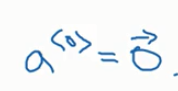 a^{<0>} = \vec{0}